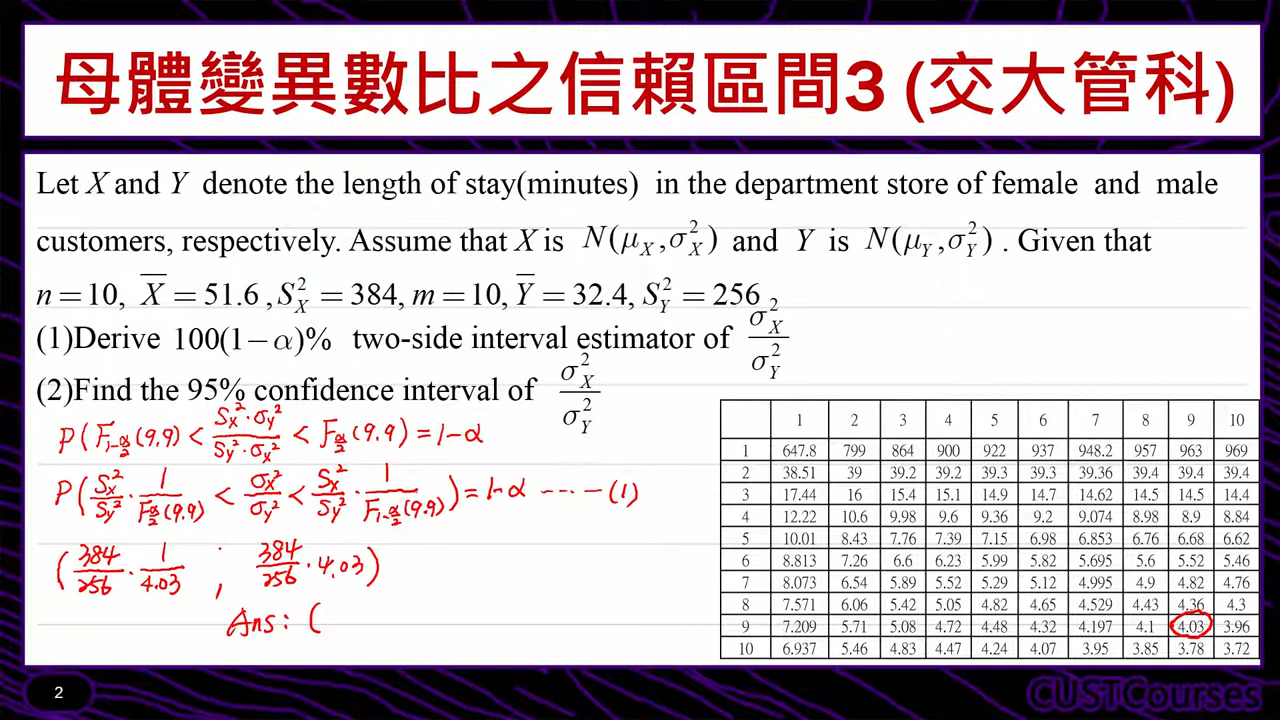 母體變異數比之信賴區間3 (交大管科)
Let X and Y denote the length of stay(minutes) in the department store of female and male
customers, respectively. Assume that X is N(μ_X,σ_X^2) and Y is N(μ_Y,σ_Y^2). Given that
n=10, X̅=51.6, S_X^2=384, m=10, Y̅=32.4, S_Y^2=256
(1)Derive 100(1-α)% two-side interval estimator of σ_X^2/σ_Y^2
(2)Find the 95% confidence interval of σ_X^2/σ_Y^2
P(F_{1-α/2}(9.9) < S_x^2·σ_y^2/S_y^2·σ_x^2 < F_{α/2}(9.9)) = 1-α
P(S_x^2/S_y^2 · 1/F_{α/2}(9.9) < σ_x^2/σ_y^2 < S_x^2/S_y^2 · 1/F_{1-α/2}(9.9)) = 1-α ----- (1)
(384/256 · 1/4.03 , 384/256 · 4.03)
Ans: (
1 2 3 4 5 6 7 8 9 10
1 647.8 799 864 900 922 937 948.2 957 963 969
2 38.51 39 39.2 39.2 39.3 39.3 39.36 39.4 39.4 39.4
3 17.44 16 15.4 15.1 14.9 14.7 14.62 14.5 14.5 14.4
4 12.22 10.6 9.98 9.6 9.36 9.2 9.074 8.98 8.9 8.84
5 10.01 8.43 7.76 7.39 7.15 6.98 6.853 6.76 6.68 6.62
6 8.813 7.26 6.6 6.23 5.99 5.82 5.695 5.6 5.52 5.46
7 8.073 6.54 5.89 5.52 5.29 5.12 4.995 4.9 4.82 4.76
8 7.571 6.06 5.42 5.05 4.82 4.65 4.529 4.43 4.36 4.3
9 7.209 5.71 5.08 4.72 4.48 4.32 4.197 4.1 4.03 3.96
10 6.937 5.46 4.83 4.47 4.24 4.07 3.95 3.85 3.78 3.72
2
CUSTCourses